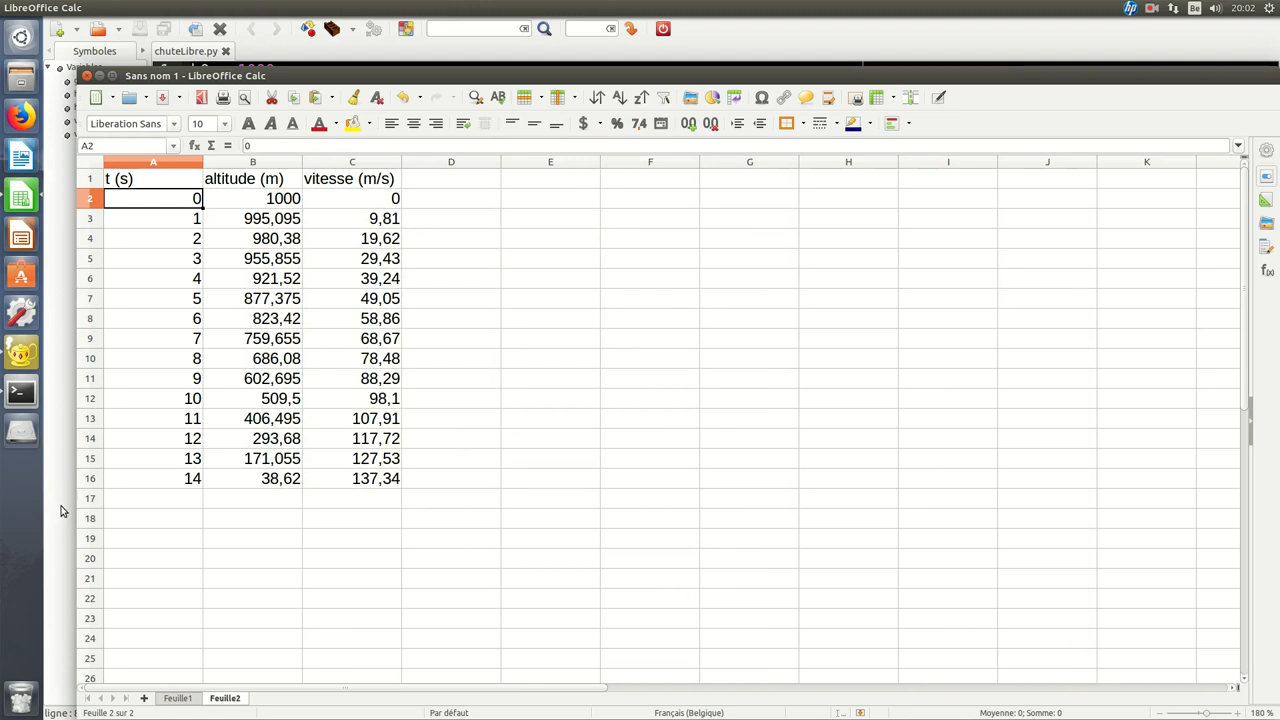 LibreOffice Calc
Be
20:02
Symboles
chuteLibre.py
Sans nom 1 - LibreOffice Calc
Liberation Sans
10
A2
0
A B C D E F G H I J K
1 t (s) altitude (m) vitesse (m/s)
2 0 1000 0
3 1 995,095 9,81
4 2 980,38 19,62
5 3 955,855 29,43
6 4 921,52 39,24
7 5 877,375 49,05
8 6 823,42 58,86
9 7 759,655 68,67
10 8 686,08 78,48
11 9 602,695 88,29
12 10 509,5 98,1
13 11 406,495 107,91
14 12 293,68 117,72
15 13 171,055 127,53
16 14 38,62 137,34
17
18
19
20
21
22
23
24
25
26
Feuille1 Feuille2
ligne :
Feuille 2 sur 2 Par défaut Français (Belgique) Moyenne: 0; Somme: 0 180 %